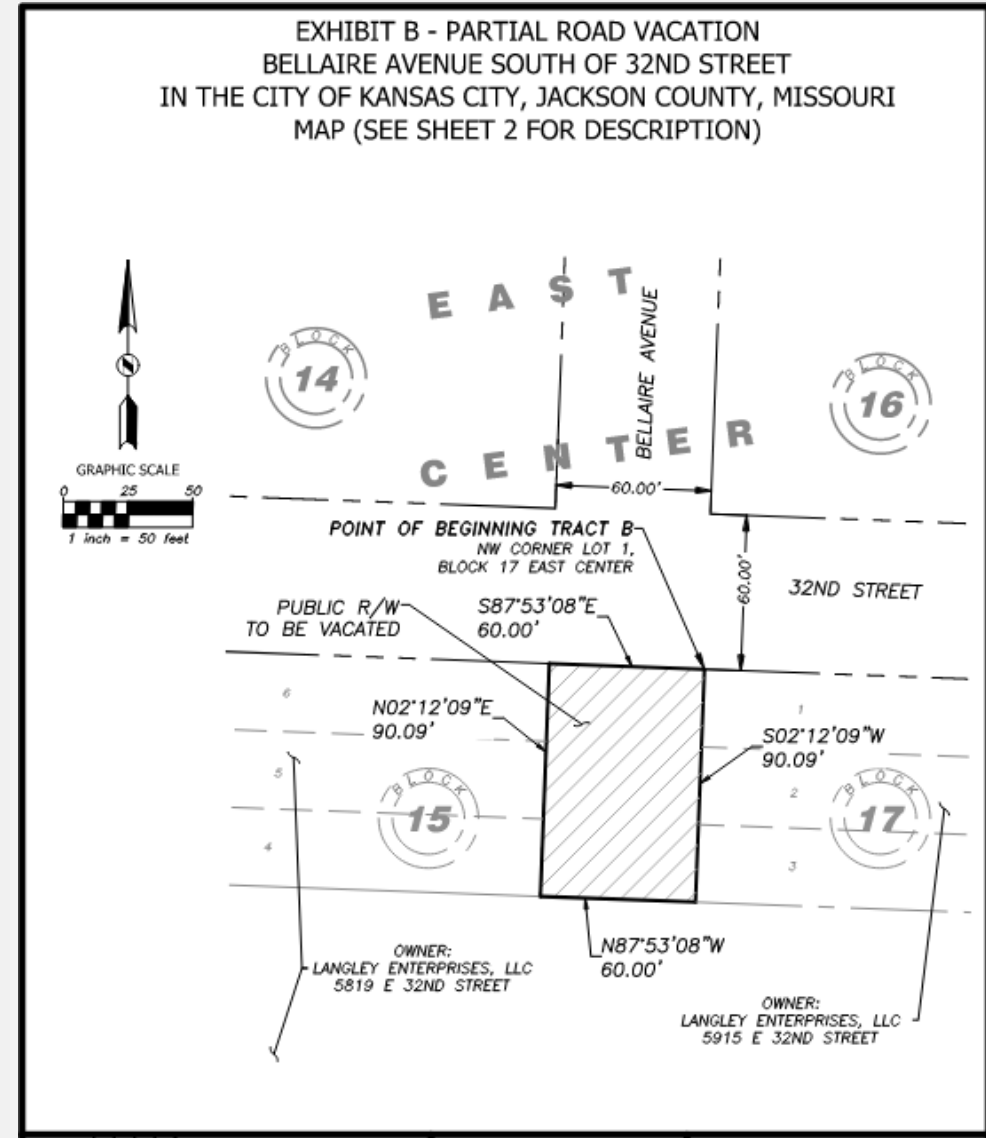 EXHIBIT B - PARTIAL ROAD VACATION
BELLAIRE AVENUE SOUTH OF 32ND STREET
IN THE CITY OF KANSAS CITY, JACKSON COUNTY, MISSOURI
MAP (SEE SHEET 2 FOR DESCRIPTION)
EAST
BELLAIRE AVENUE
BLOCK
14
BLOCK
16
CENTER
GRAPHIC SCALE
0 25 50
1 inch = 50 feet
60.00'
POINT OF BEGINNING TRACT B
NW CORNER LOT 1,
BLOCK 17 EAST CENTER
60.00'
32ND STREET
PUBLIC R/W
TO BE VACATED
S87°53'08"E
60.00'
6
N02°12'09"E
90.09'
1
S02°12'09"W
90.09'
5
BLOCK
15
2
BLOCK
17
4
3
OWNER:
LANGLEY ENTERPRISES, LLC
5819 E 32ND STREET
N87°53'08"W
60.00'
OWNER:
LANGLEY ENTERPRISES, LLC
5915 E 32ND STREET